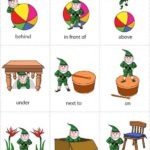 behind in front of above
under next to on